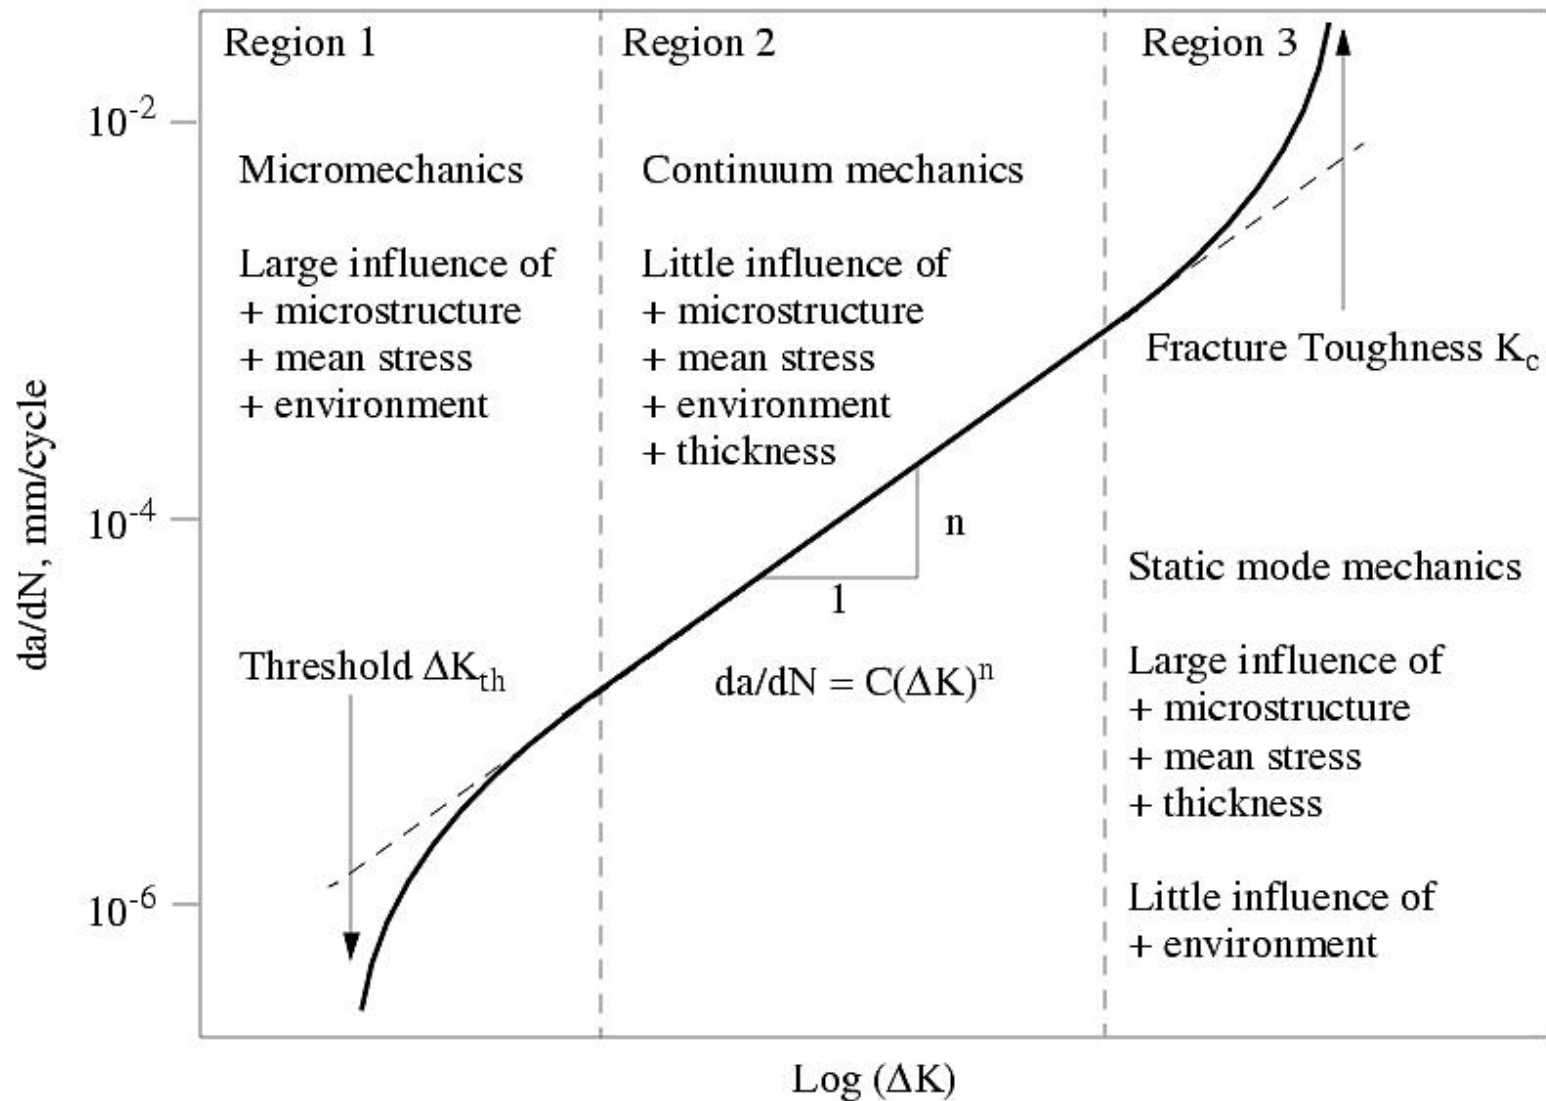 Region 1
Region 2
Region 3
10⁻²
Micromechanics
Large influence of
+ microstructure
+ mean stress
+ environment
Continuum mechanics
Little influence of
+ microstructure
+ mean stress
+ environment
+ thickness
Fracture Toughness K_c
da/dN, mm/cycle
10⁻⁴
n
1
Static mode mechanics
Threshold ΔK_th
da/dN = C(ΔK)ⁿ
Large influence of
+ microstructure
+ mean stress
+ thickness
10⁻⁶
Little influence of
+ environment
Log (ΔK)